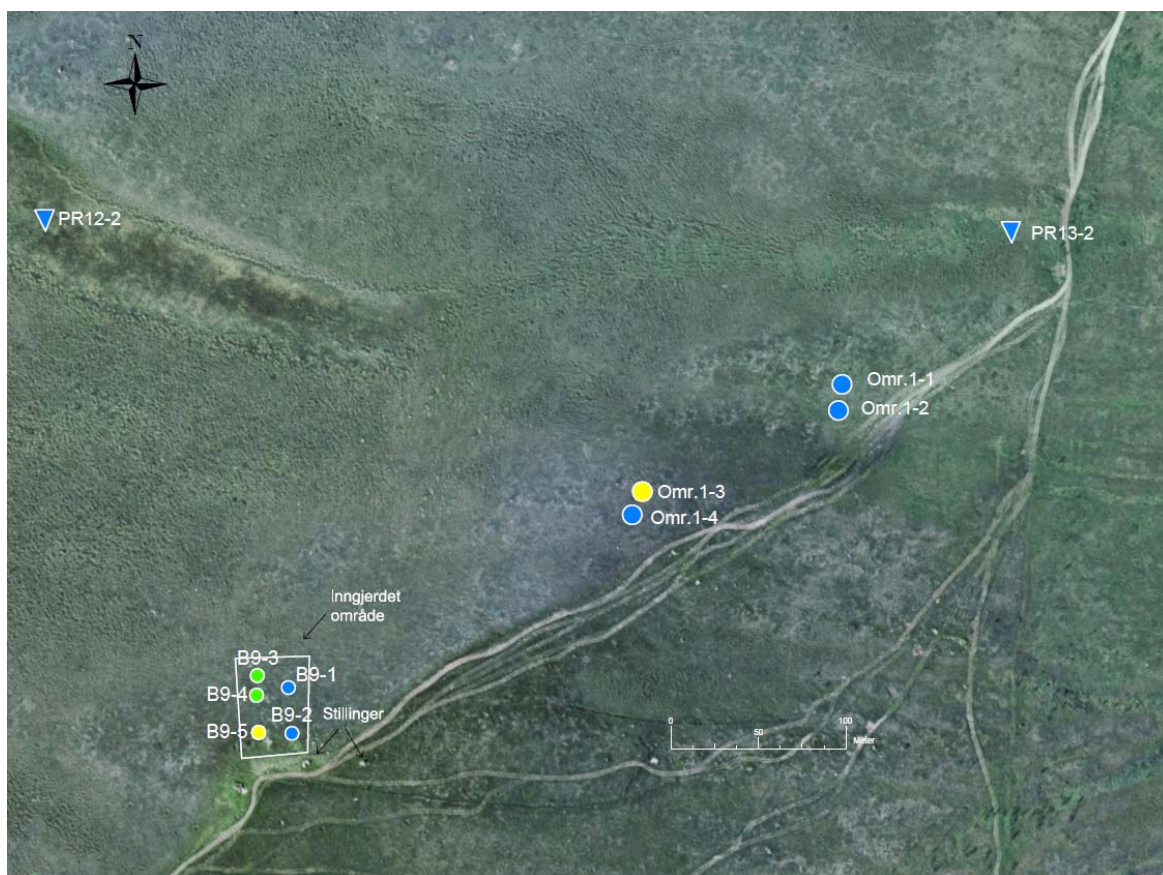 N
PR12-2
PR13-2
Omr.1-1
Omr.1-2
Omr.1-3
Omr.1-4
Inngjerdet
område
B9-3
B9-1
B9-4
B9-2
Stillinger
B9-5
0
50
100
Meter